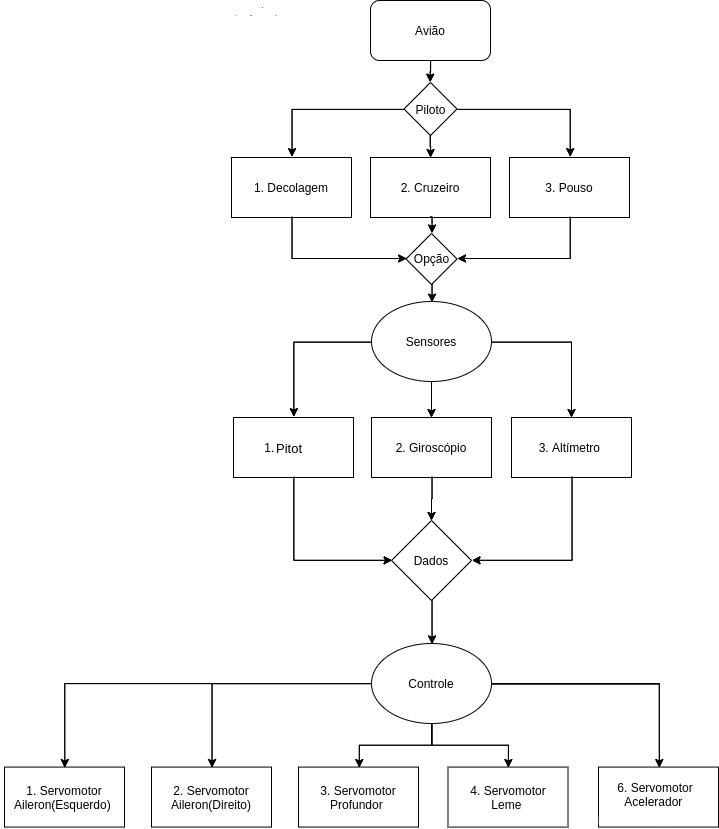 Avião
Piloto
1. Decolagem
2. Cruzeiro
3. Pouso
Opção
Sensores
1. Pitot
2. Giroscópio
3. Altímetro
Dados
Controle
1. Servomotor
Aileron(Esquerdo)
2. Servomotor
Aileron(Direito)
3. Servomotor
Profundor
4. Servomotor
Leme
6. Servomotor
Acelerador